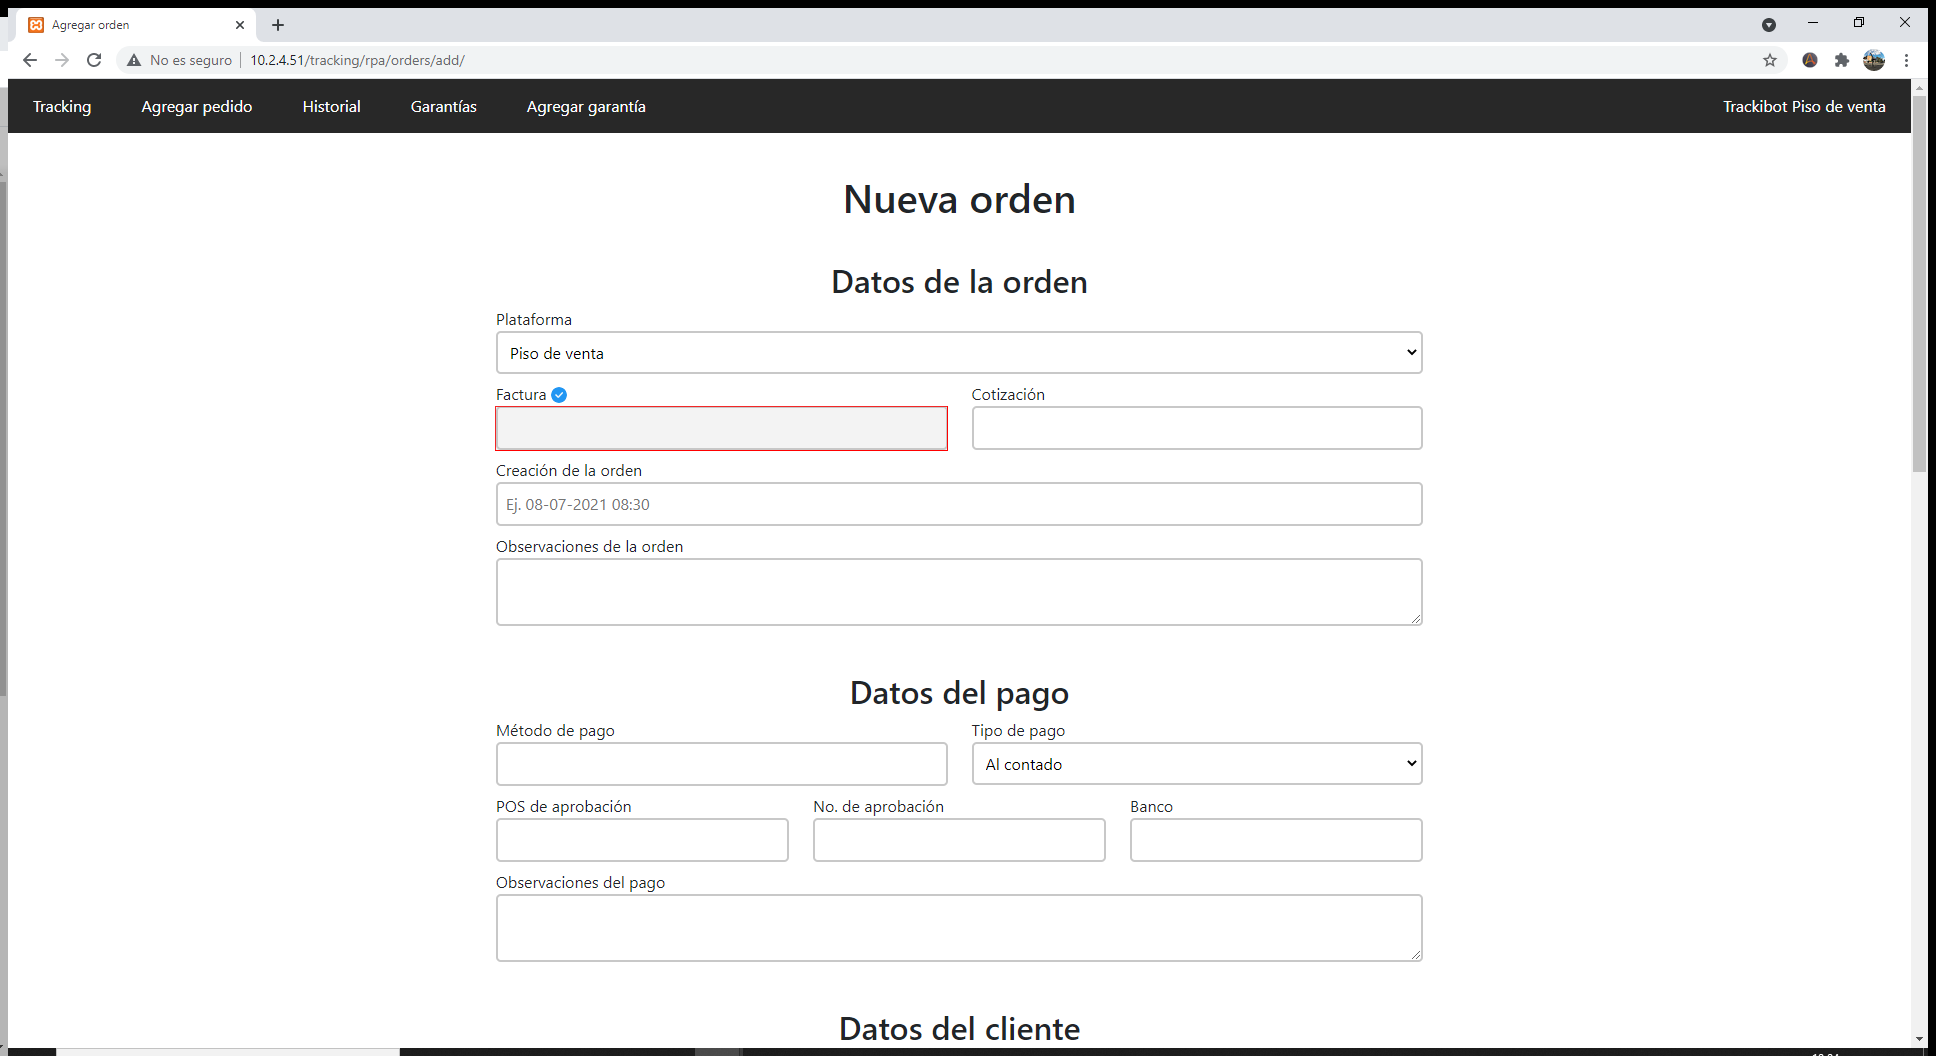 Agregar orden
No es seguro 10.2.4.51/tracking/rpa/orders/add/
Tracking Agregar pedido Historial Garantías Agregar garantía Trackibot Piso de venta
Nueva orden
Datos de la orden
Plataforma
Piso de venta
Factura Cotización
Creación de la orden
Ej. 08-07-2021 08:30
Observaciones de la orden
Datos del pago
Método de pago Tipo de pago
Al contado
POS de aprobación No. de aprobación Banco
Observaciones del pago
Datos del cliente